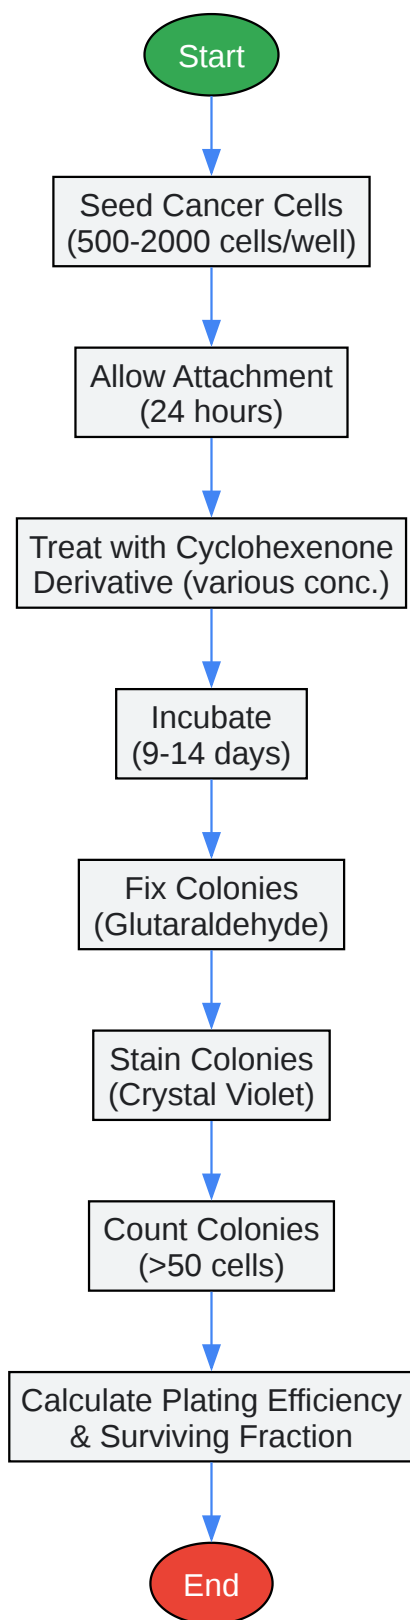 Start
Seed Cancer Cells
(500-2000 cells/well)
Allow Attachment
(24 hours)
Treat with Cyclohexenone
Derivative (various conc.)
Incubate
(9-14 days)
Fix Colonies
(Glutaraldehyde)
Stain Colonies
(Crystal Violet)
Count Colonies
(>50 cells)
Calculate Plating Efficiency
& Surviving Fraction
End